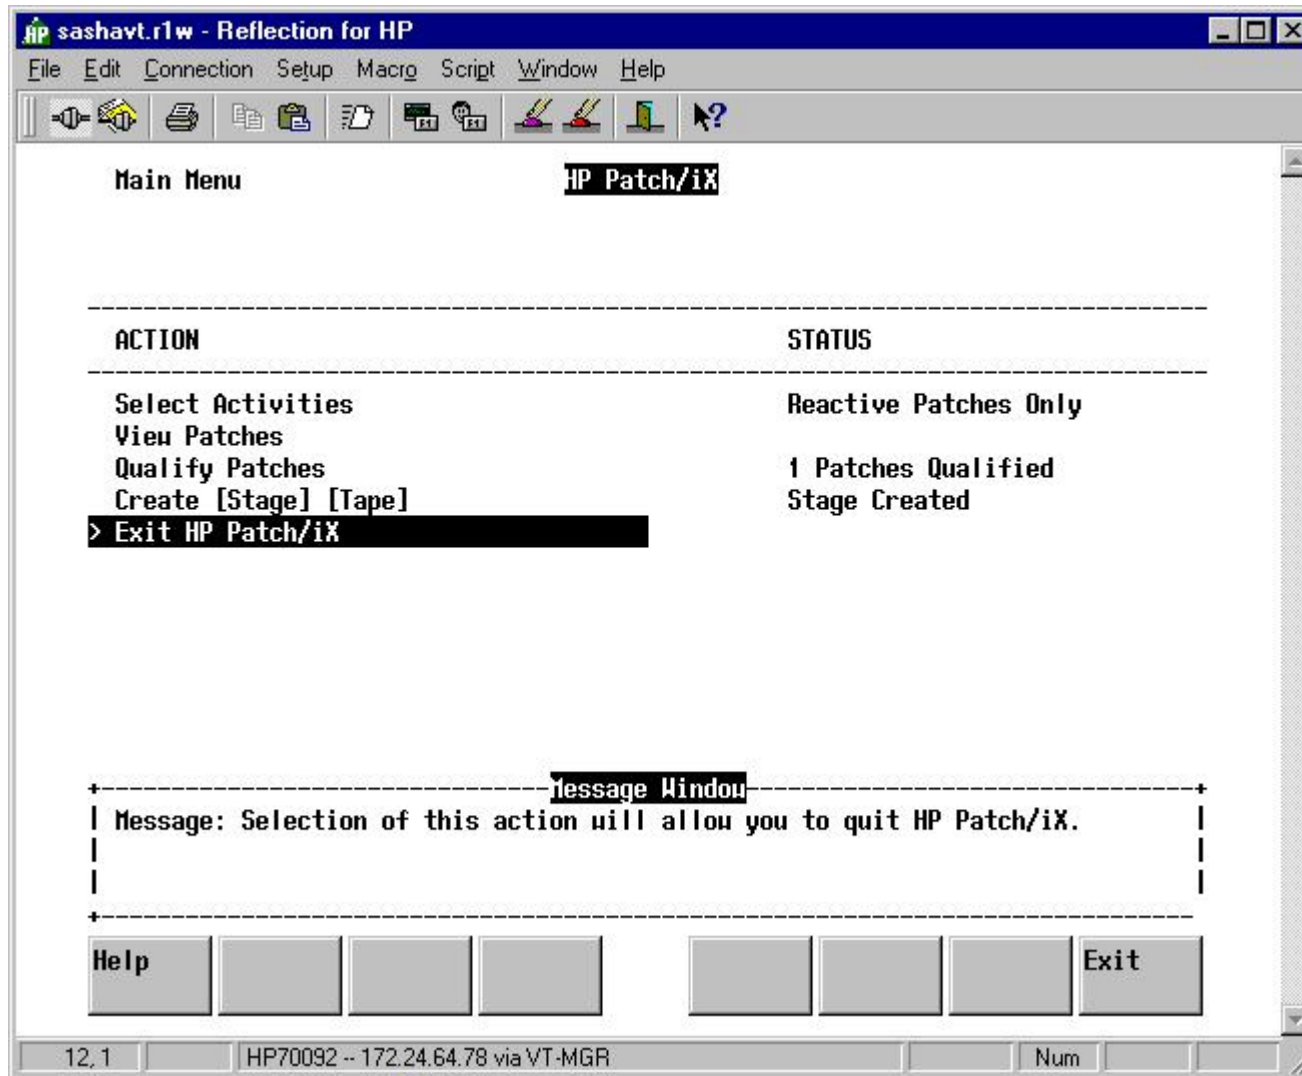 sashavt.r1w - Reflection for HP
File Edit Connection Setup Macro Script Window Help
Main Menu HP Patch/iX
ACTION STATUS
Select Activities Reactive Patches Only
View Patches
Qualify Patches 1 Patches Qualified
Create [Stage] [Tape] Stage Created
> Exit HP Patch/iX
Message Window
Message: Selection of this action will allow you to quit HP Patch/iX.
Help Exit
12, 1 HP70092 -- 172.24.64.78 via VT-MGR Num